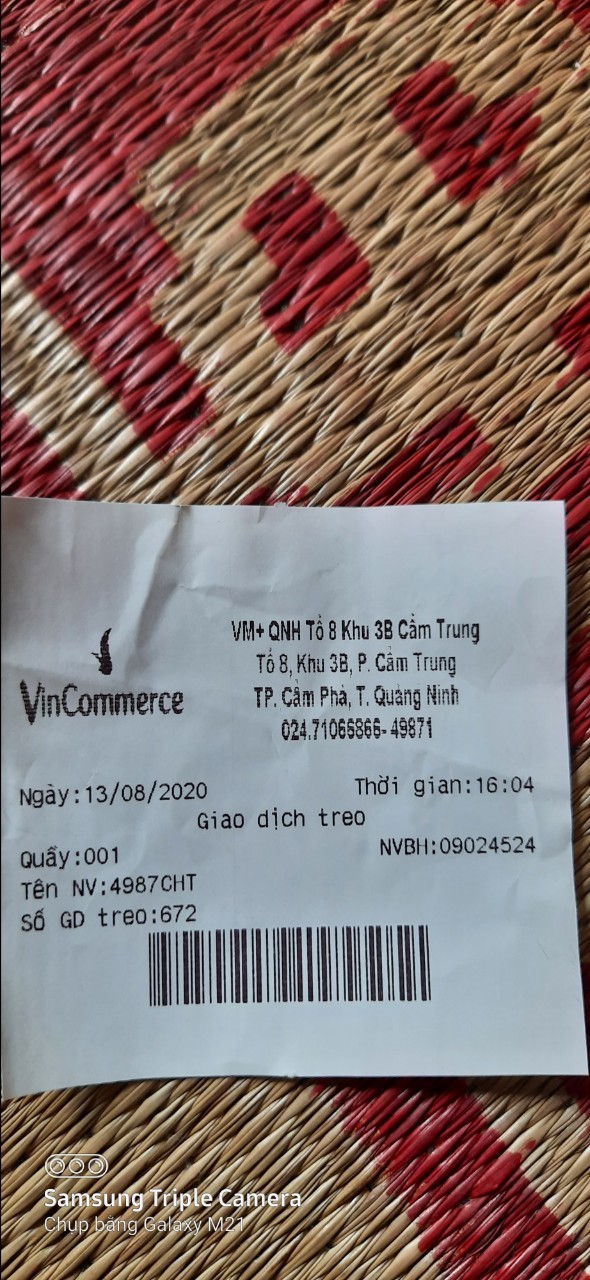 VM+ QNH Tổ 8 Khu 3B Cẩm Trung
Tổ 8, Khu 3B, P. Cẩm Trung
VinCommerce
TP. Cẩm Phả, T. Quảng Ninh
024.71066866-49871
Ngày:13/08/2020 Thời gian:16:04
Giao dịch treo
Quầy:001 NVBH:09024524
Tên NV:4987CHT
Số GD treo:672
Samsung Triple Camera
Chụp bằng Galaxy M21